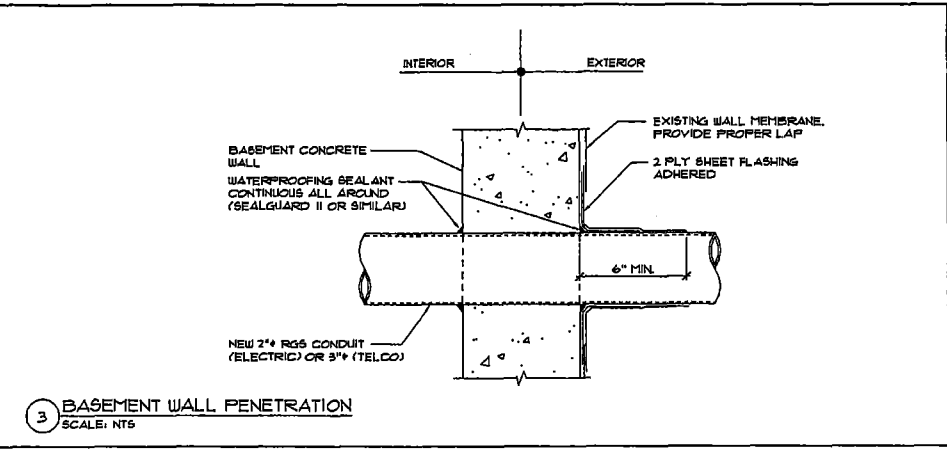 INTERIOR
EXTERIOR
EXISTING WALL MEMBRANE.
PROVIDE PROPER LAP
BASEMENT CONCRETE
WALL
2 PLY SHEET FLASHING
ADHERED
WATERPROOFING SEALANT
CONTINUOUS ALL AROUND
(SEALGUARD II OR SIMILAR)
6" MIN.
NEW 2"⌀ RGS CONDUIT
(ELECTRIC) OR 3"⌀ (TELCO)
3 BASEMENT WALL PENETRATION
SCALE: NTS